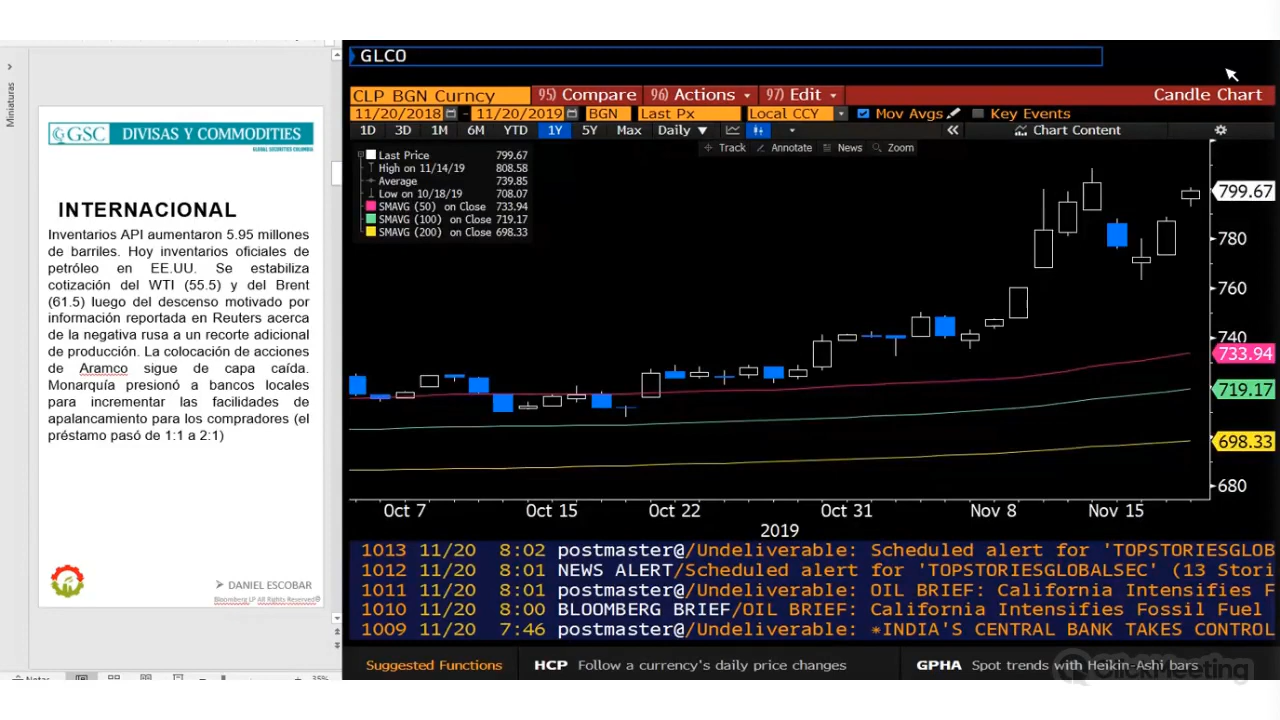 Miniaturas
GSC DIVISAS Y COMMODITIES
GLOBAL SECURITIES COLOMBIA
INTERNACIONAL
Inventarios API aumentaron 5.95 millones
de barriles. Hoy inventarios oficiales de
petróleo en EE.UU. Se estabiliza
cotización del WTI (55.5) y del Brent
(61.5) luego del descenso motivado por
información reportada en Reuters acerca
de la negativa rusa a un recorte adicional
de producción. La colocación de acciones
de Aramco sigue de capa caída.
Monarquía presionó a bancos locales
para incrementar las facilidades de
apalancamiento para los compradores (el
préstamo pasó de 1:1 a 2:1)
DANIEL ESCOBAR
Bloomberg LP All Rights Reserved®
Notas
35%
GLCO
CLP BGN Curncy 95) Compare 96) Actions 97) Edit Candle Chart
11/20/2018 - 11/20/2019 BGN Last Px Local CCY Mov Avgs Key Events
1D 3D 1M 6M YTD 1Y 5Y Max Daily Chart Content
Track Annotate News Zoom
Last Price 799.67
High on 11/14/19 808.58
Average 739.85
Low on 10/18/19 708.07
SMAVG (50) on Close 733.94
SMAVG (100) on Close 719.17
SMAVG (200) on Close 698.33
799.67
780
760
740
733.94
719.17
698.33
680
Oct 7 Oct 15 Oct 22 Oct 31 Nov 8 Nov 15
2019
1013 11/20 8:02 postmaster@/Undeliverable: Scheduled alert for 'TOPSTORIESGLOB
1012 11/20 8:01 NEWS ALERT/Scheduled alert for 'TOPSTORIESGLOBALSEC' (13 Stori
1011 11/20 8:01 postmaster@/Undeliverable: OIL BRIEF: California Intensifies F
1010 11/20 8:00 BLOOMBERG BRIEF/OIL BRIEF: California Intensifies Fossil Fuel
1009 11/20 7:46 postmaster@/Undeliverable: *INDIA'S CENTRAL BANK TAKES CONTROL
Suggested Functions HCP Follow a currency's daily price changes GPHA Spot trends with Heikin-Ashi bars
ClickMeeting